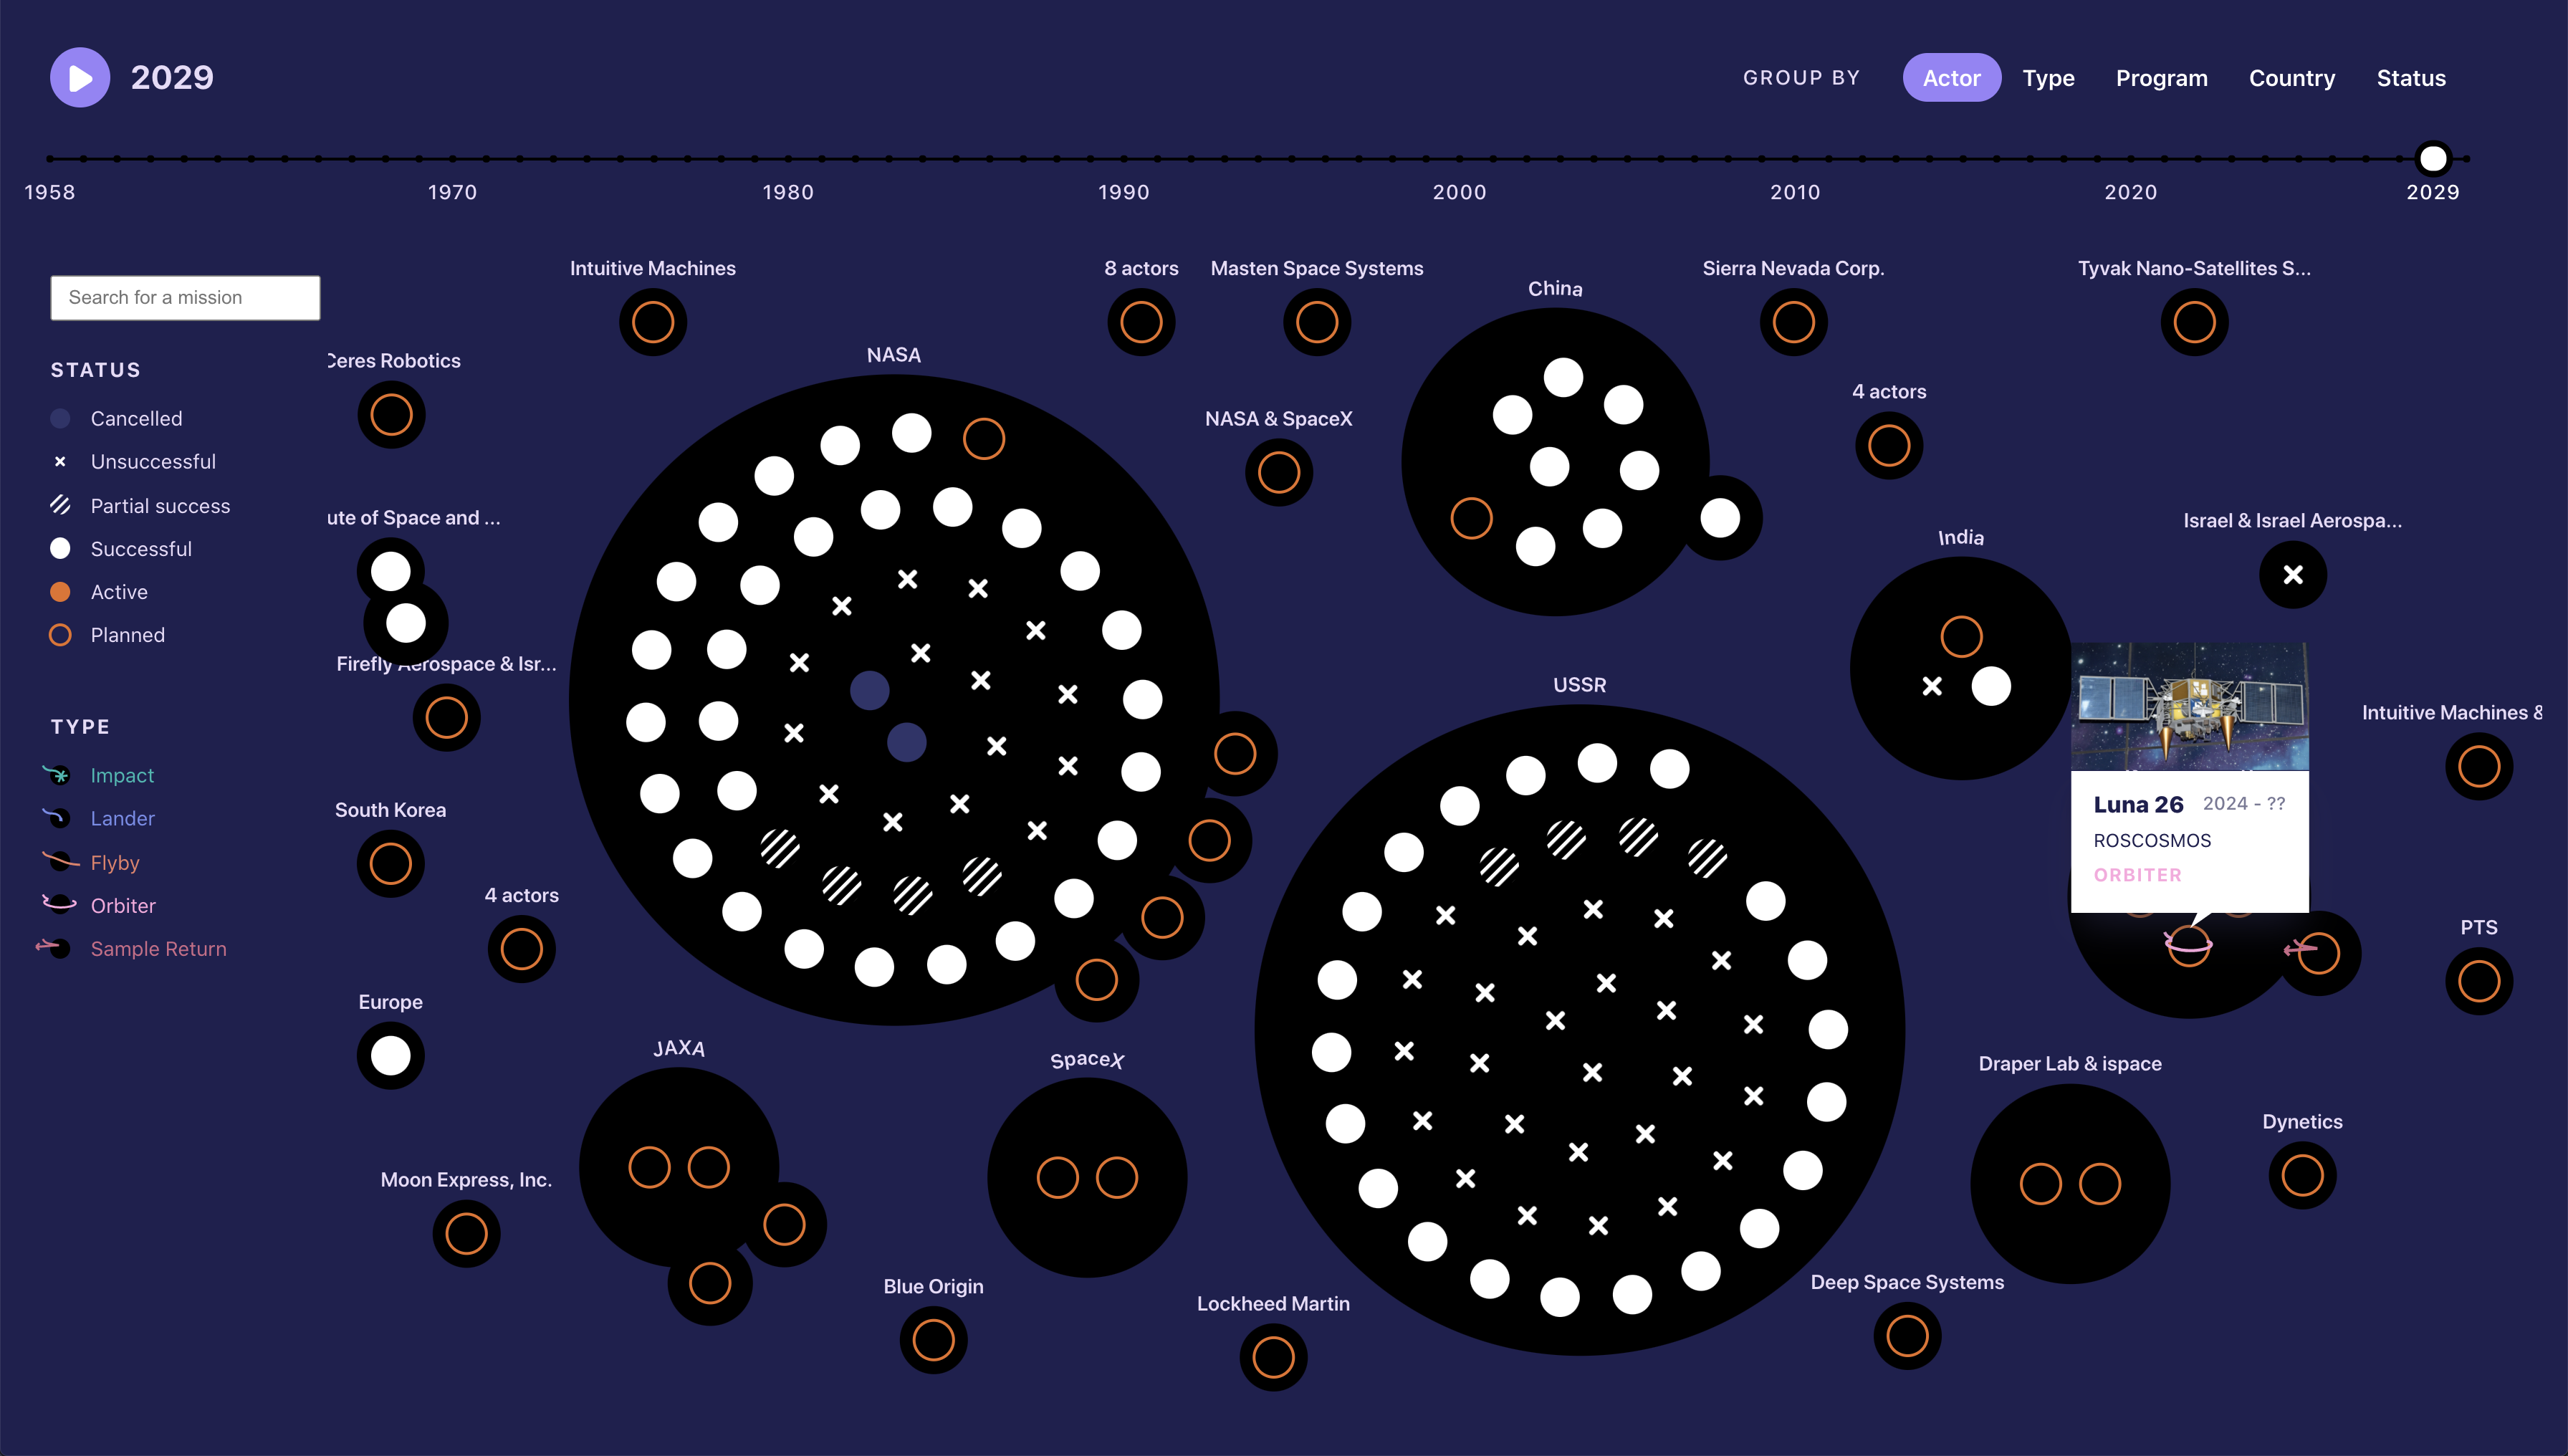 2029
GROUP BY
Actor
Type
Program
Country
Status
1958
1970
1980
1990
2000
2010
2020
2029
Search for a mission
STATUS
Cancelled
Unsuccessful
Partial success
Successful
Active
Planned
TYPE
Impact
Lander
Flyby
Orbiter
Sample Return
Intuitive Machines
8 actors
Masten Space Systems
China
Sierra Nevada Corp.
Tyvak Nano-Satellites S...
Ceres Robotics
NASA
NASA & SpaceX
4 actors
ute of Space and ...
India
Israel & Israel Aerospa...
Firefly Aerospace & Isr...
USSR
Intuitive Machines &
Luna 26
2024 - ??
ROSCOSMOS
ORBITER
South Korea
4 actors
PTS
Europe
JAXA
SpaceX
Draper Lab & ispace
Dynetics
Moon Express, Inc.
Blue Origin
Lockheed Martin
Deep Space Systems